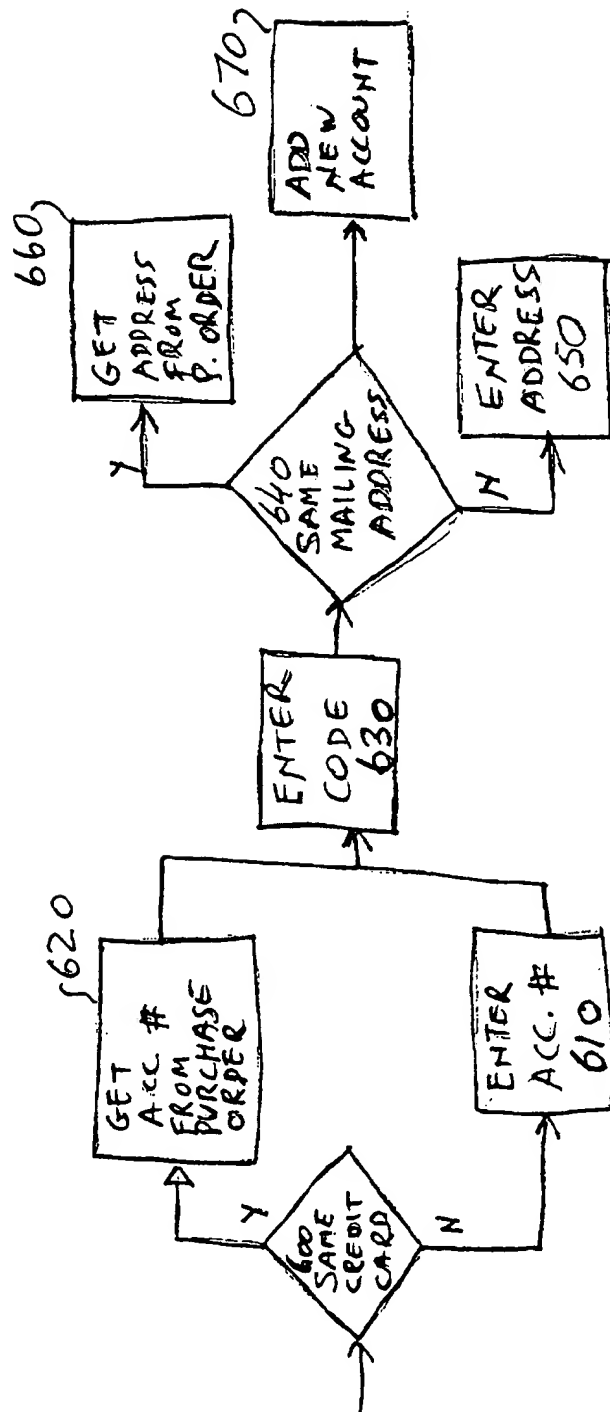 600
SAME
CREDIT
CARD
Y
N
620
GET
Acc #
FROM
PURCHASE
ORDER
ENTER
Acc. #
610
ENTER
CODE
630
640
SAME
MAILING
ADDRESS
Y
N
660
GET
ADDRESS
FROM
P. ORDER
ENTER
ADDRESS
650
670
ADD
NEW
ACCOUNT